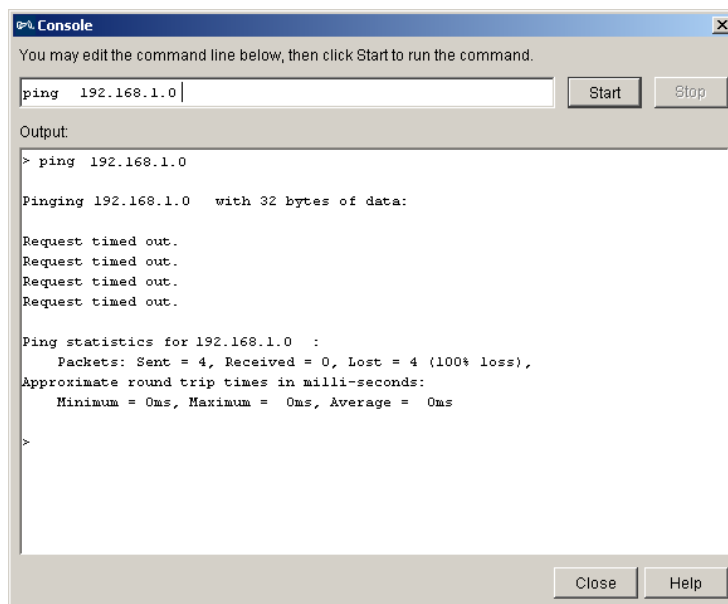 Console
You may edit the command line below, then click Start to run the command.
ping 192.168.1.0
Start
Stop
Output:
> ping 192.168.1.0
Pinging 192.168.1.0 with 32 bytes of data:
Request timed out.
Request timed out.
Request timed out.
Request timed out.
Ping statistics for 192.168.1.0 :
Packets: Sent = 4, Received = 0, Lost = 4 (100% loss),
Approximate round trip times in milli-seconds:
Minimum = 0ms, Maximum = 0ms, Average = 0ms
>
Close
Help